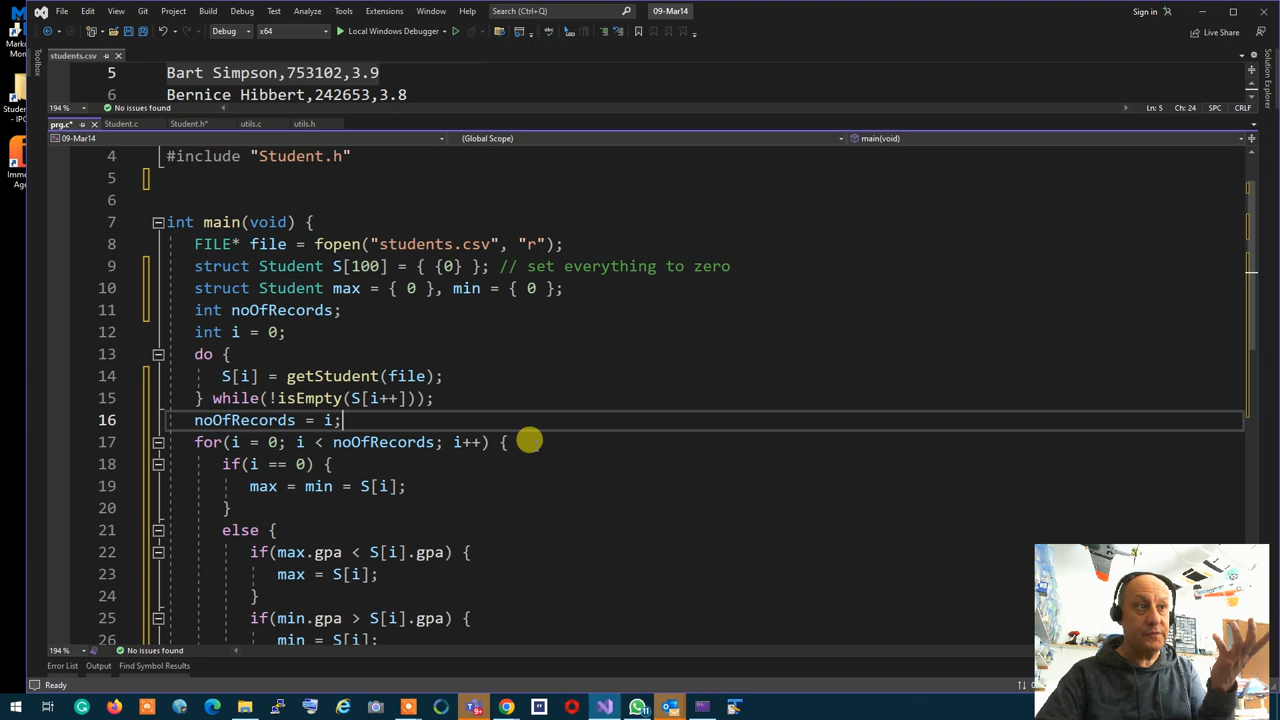 File Edit View Git Project Build Debug Test Analyze Tools Extensions Window Help Search (Ctrl+Q) 09-Mar14 Sign in
Debug x64 Local Windows Debugger Live Share
students.csv
Toolbox
Solution Explorer
5 Bart Simpson,753102,3.9
6 Bernice Hibbert,242653,3.8
194 % No issues found Ln: 5 Ch: 24 SPC CRLF
prg.c* Student.c Student.h* utils.c utils.h
09-Mar14 (Global Scope) main(void)
4 #include "Student.h"
5
6
7 int main(void) {
8 FILE* file = fopen("students.csv", "r");
9 struct Student S[100] = { {0} }; // set everything to zero
10 struct Student max = { 0 }, min = { 0 };
11 int noOfRecords;
12 int i = 0;
13 do {
14 S[i] = getStudent(file);
15 } while(!isEmpty(S[i++]));
16 noOfRecords = i;
17 for(i = 0; i < noOfRecords; i++) {
18 if(i == 0) {
19 max = min = S[i];
20 }
21 else {
22 if(max.gpa < S[i].gpa) {
23 max = S[i];
24 }
25 if(min.gpa > S[i].gpa) {
26 min = S[i];
194 % No issues found
Error List Output Find Symbol Results
Ready